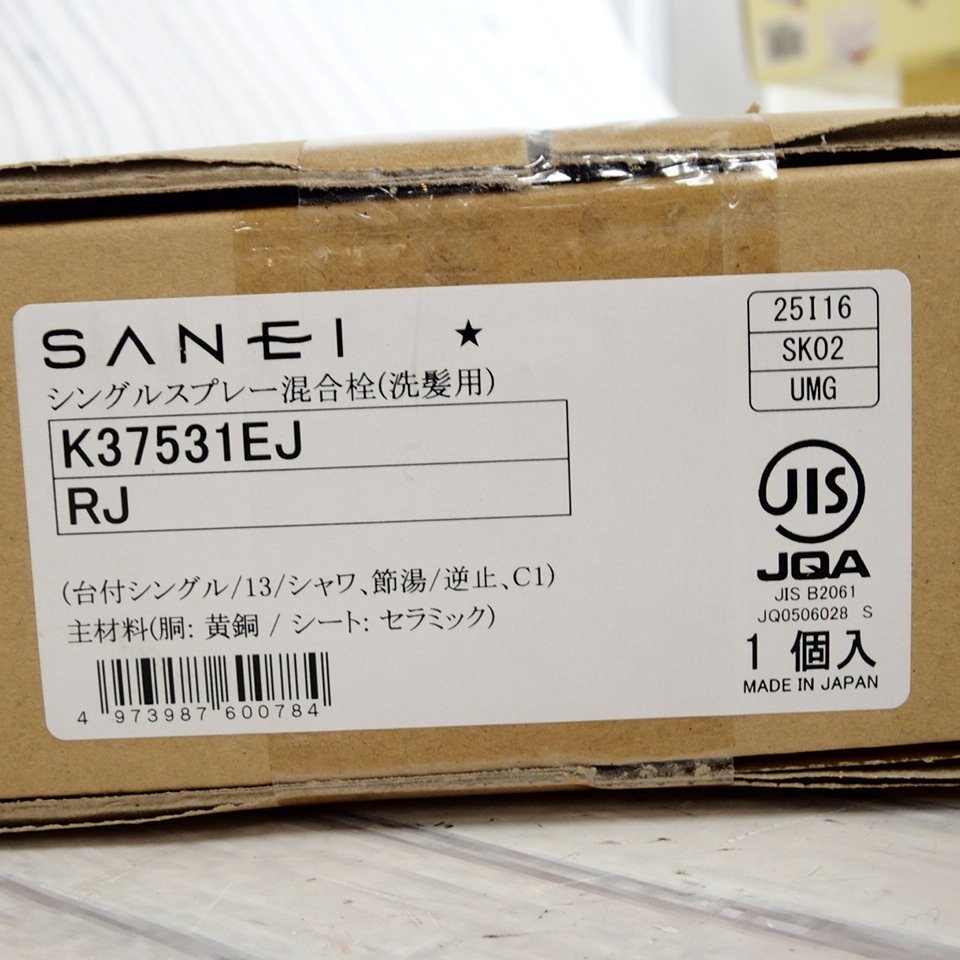 SANEI ★
シングルスプレー混合栓(洗髪用)
K37531EJ
RJ
(台付シングル/13/シャワ、節湯/逆止、C1)
主材料(胴: 黄銅 / シート: セラミック)
4 973987 600784
25I16
SK02
UMG
JIS
JQA
JIS B2061
JQ0506028 S
1 個入
MADE IN JAPAN